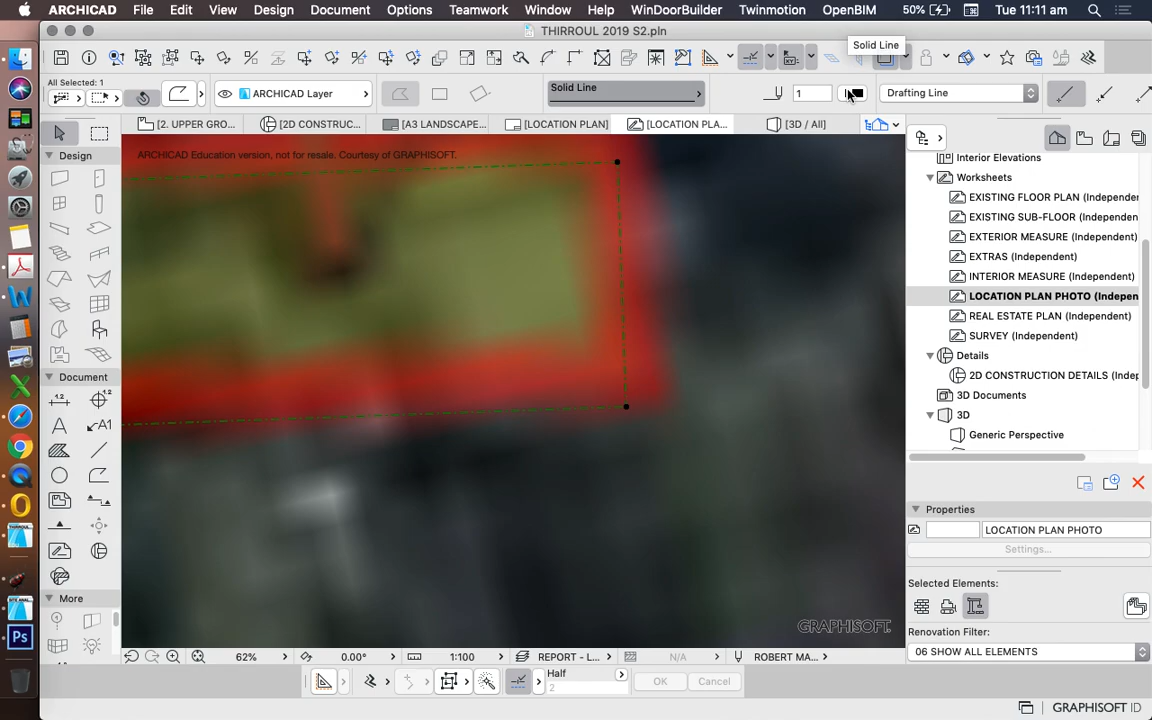 ARCHICAD File Edit View Design Document Options Teamwork Window Help WinDoorBuilder Twinmotion OpenBIM 50% Tue 11:11 am
THIRROUL 2019 S2.pln
Solid Line
All Selected: 1
ARCHICAD Layer
Solid Line
1
Drafting Line
[2. UPPER GRO...
[2D CONSTRUC...
[A3 LANDSCAPE...
[LOCATION PLAN]
[LOCATION PLA...
[3D / All]
Design
Document
A1
More
ARCHICAD Education version, not for resale. Courtesy of GRAPHISOFT.
GRAPHISOFT.
Interior Elevations
Worksheets
EXISTING FLOOR PLAN (Independen
EXISTING SUB-FLOOR (Independen
EXTERIOR MEASURE (Independent)
EXTRAS (Independent)
INTERIOR MEASURE (Independent)
LOCATION PLAN PHOTO (Indepen
REAL ESTATE PLAN (Independent)
SURVEY (Independent)
Details
2D CONSTRUCTION DETAILS (Indep
3D Documents
3D
Generic Perspective
Properties
LOCATION PLAN PHOTO
Settings...
Selected Elements:
Renovation Filter:
06 SHOW ALL ELEMENTS
62%
0.00°
1:100
REPORT - L...
N/A
ROBERT MA...
Half
2
OK
Cancel
GRAPHISOFT ID